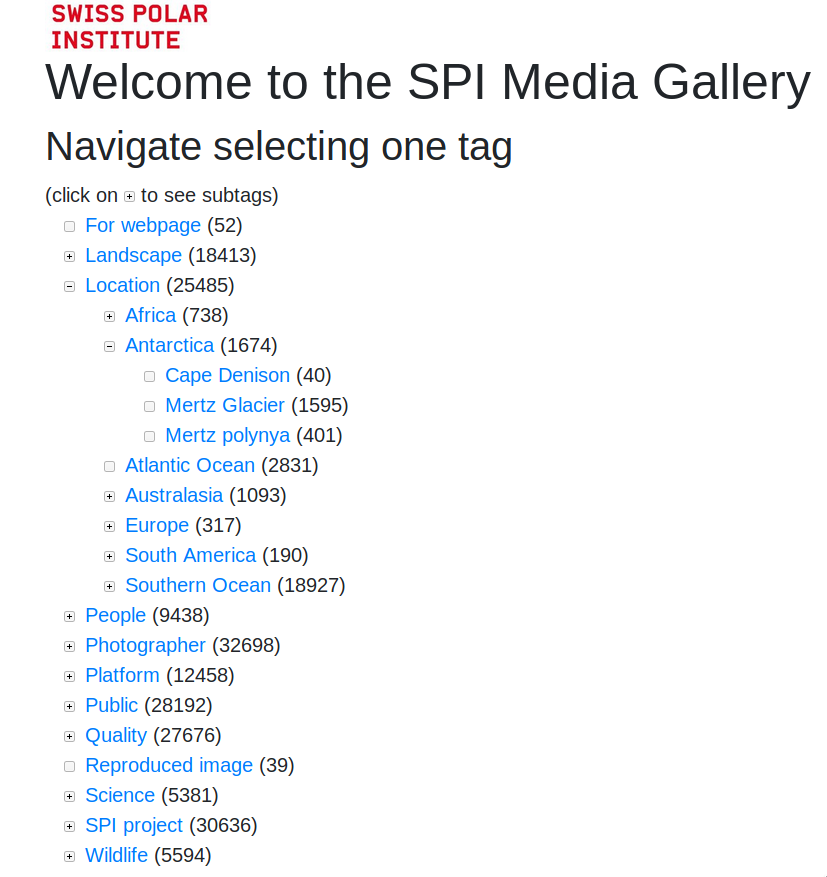 SWISS POLAR
INSTITUTE
Welcome to the SPI Media Gallery
Navigate selecting one tag
(click on + to see subtags)
For webpage (52)
Landscape (18413)
Location (25485)
Africa (738)
Antarctica (1674)
Cape Denison (40)
Mertz Glacier (1595)
Mertz polynya (401)
Atlantic Ocean (2831)
Australasia (1093)
Europe (317)
South America (190)
Southern Ocean (18927)
People (9438)
Photographer (32698)
Platform (12458)
Public (28192)
Quality (27676)
Reproduced image (39)
Science (5381)
SPI project (30636)
Wildlife (5594)